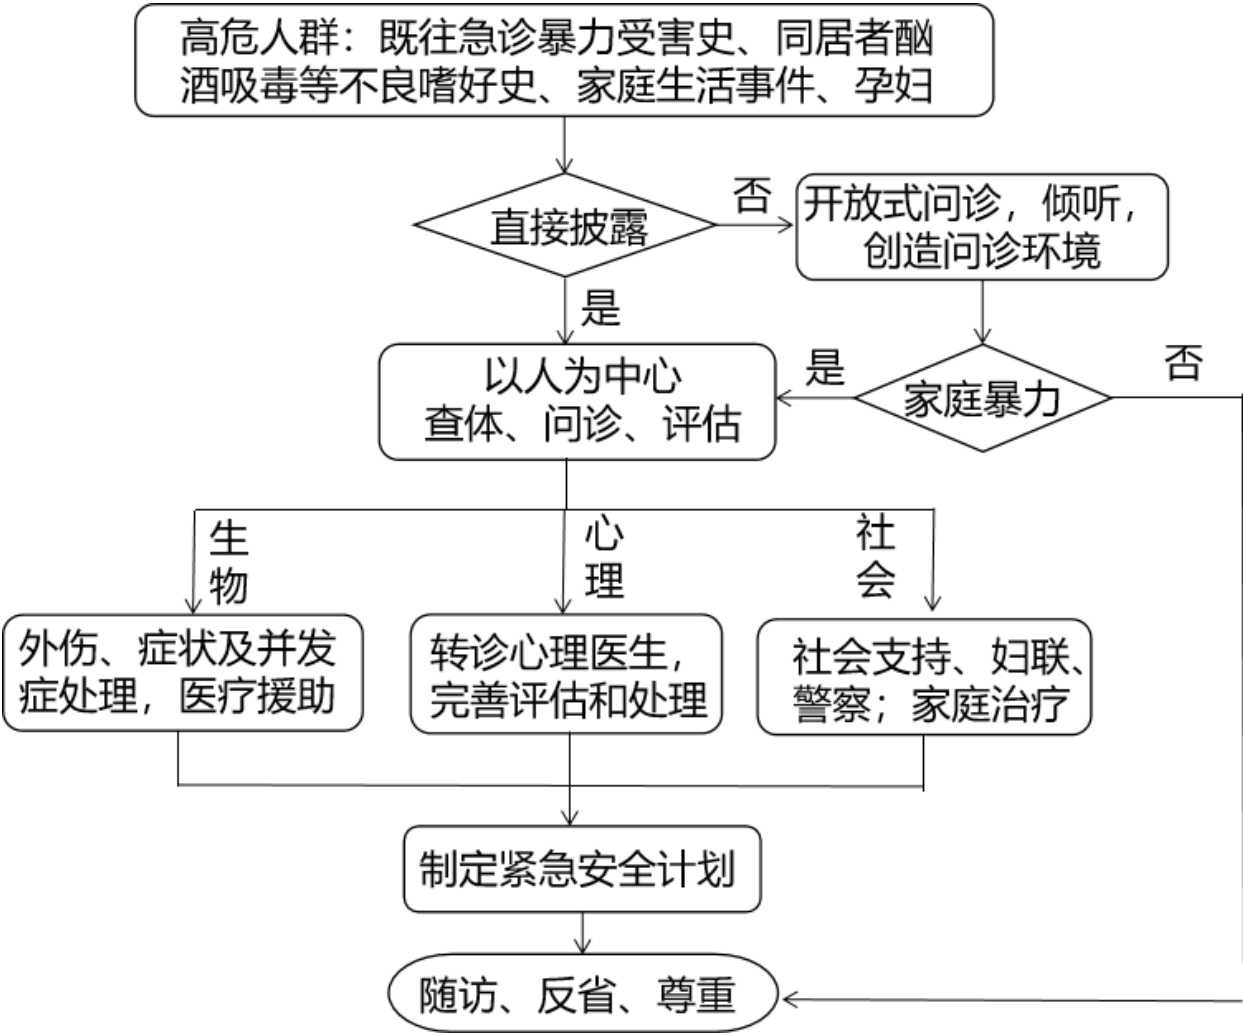 高危人群：既往急诊暴力受害史、同居者酗
酒吸毒等不良嗜好史、家庭生活事件、孕妇
直接披露
否
开放式问诊，倾听，
创造问诊环境
是
以人为中心
查体、问诊、评估
是
家庭暴力
否
生
物
心
理
社
会
外伤、症状及并发
症处理，医疗援助
转诊心理医生，
完善评估和处理
社会支持、妇联、
警察；家庭治疗
制定紧急安全计划
随访、反省、尊重